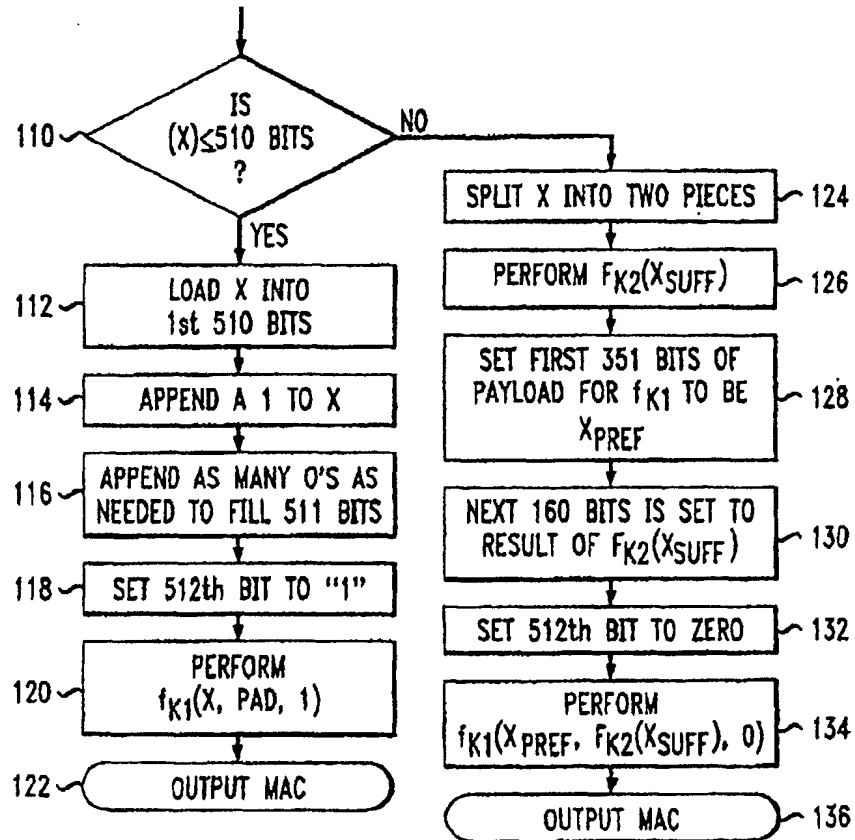 110
IS
(X)≤510 BITS
?
NO
YES
112
LOAD X INTO
1st 510 BITS
114
APPEND A 1 TO X
116
APPEND AS MANY 0'S AS
NEEDED TO FILL 511 BITS
118
SET 512th BIT TO "1"
120
PERFORM
fK1(X, PAD, 1)
122
OUTPUT MAC
SPLIT X INTO TWO PIECES
124
PERFORM FK2(XSUFF)
126
SET FIRST 351 BITS OF
PAYLOAD FOR fK1 TO BE
XPREF
128
NEXT 160 BITS IS SET TO
RESULT OF FK2(XSUFF)
130
SET 512th BIT TO ZERO
132
PERFORM
fK1(XPREF, FK2(XSUFF), 0)
134
OUTPUT MAC
136